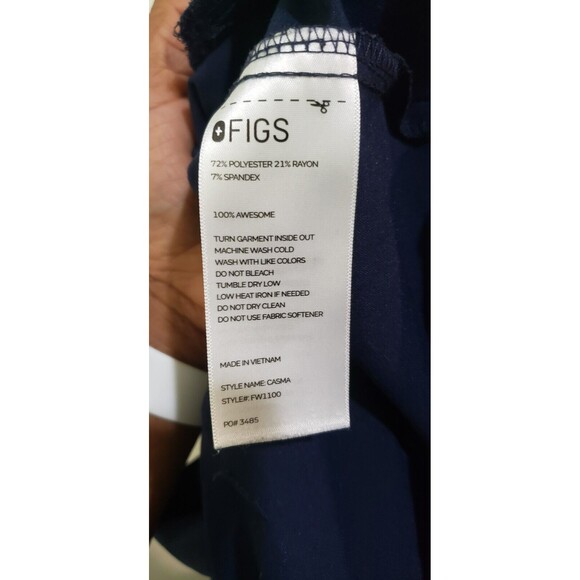 FIGS
72% POLYESTER 21% RAYON
7% SPANDEX
100% AWESOME
TURN GARMENT INSIDE OUT
MACHINE WASH COLD
WASH WITH LIKE COLORS
DO NOT BLEACH
TUMBLE DRY LOW
LOW HEAT IRON IF NEEDED
DO NOT DRY CLEAN
DO NOT USE FABRIC SOFTENER
MADE IN VIETNAM
STYLE NAME: CASMA
STYLE#: FW1100
PO# 3485